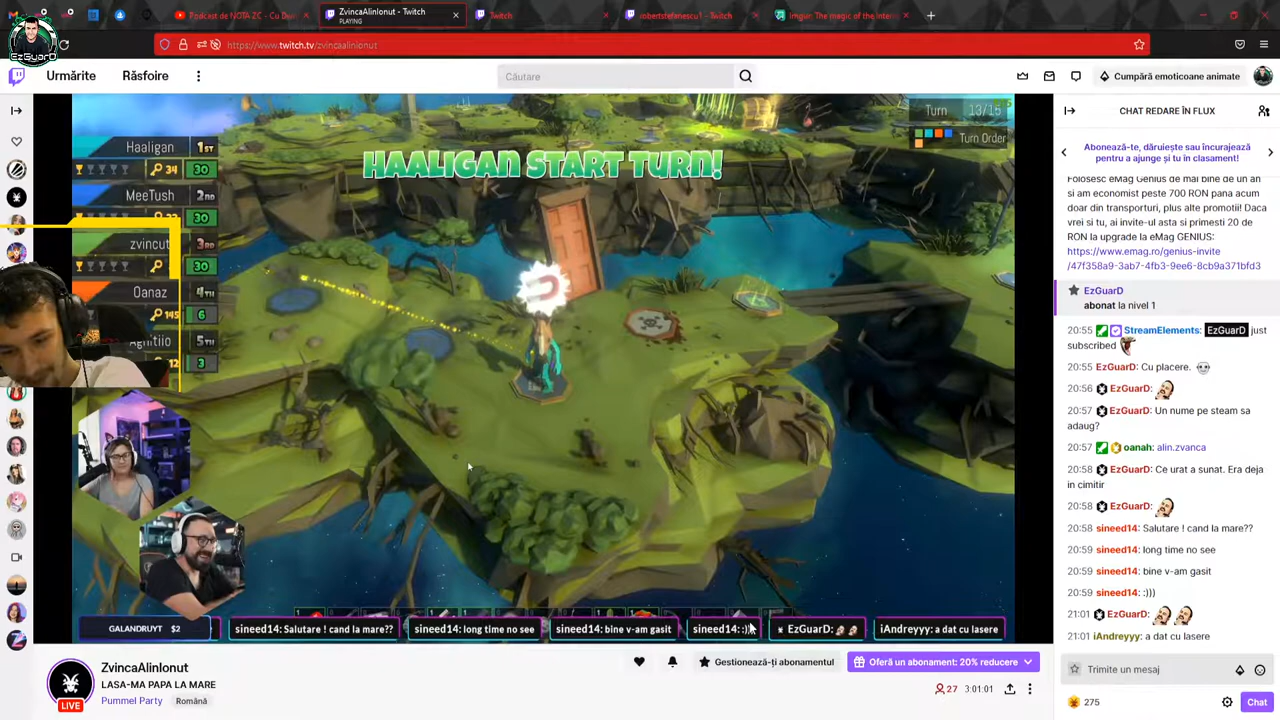 Podcast de NOTA ZC - Cu Da
ZvincaAlinIonut - Twitch
PLAYING
Twitch
robertstefanescu1 - Twitch
Imgur: The magic of the Intern
EzGuarD
https://www.twitch.tv/zvincaalinionut
Urmărite
Răsfoire
Căutare
Cumpără emoticoane animate
CHAT REDARE ÎN FLUX
Abonează-te, dăruiește sau încurajează
pentru a ajunge și tu în clasament!
Turn 13/15
Turn Order
HAALIGAN START TURN!
Haaligan 1ST
34 30
MeeTush 2ND
30
zvincut 3RD
30
Oanaz 4TH
145 6
5TH
12 3
Folosesc eMag Genius de mai bine de un an
si am economist peste 700 RON pana acum
doar din transporturi, plus alte promotii! Daca
vrei si tu, ai invite-ul asta si primesti 20 de
RON la upgrade la eMag GENIUS:
https://www.emag.ro/genius-invite
/47f358a9-3ab7-4fb3-9ee6-8cb9a371bfd3
EzGuarD
abonat la nivel 1
20:55 StreamElements: EzGuarD just
subscribed
20:55 EzGuarD: Cu placere.
20:56 EzGuarD:
20:57 EzGuarD: Un nume pe steam sa
adaug?
20:57 oanah: alin.zvanca
20:58 EzGuarD: Ce urat a sunat. Era deja
in cimitir
20:58 EzGuarD:
20:58 sineed14: Salutare ! cand la mare??
20:59 sineed14: long time no see
20:59 sineed14: bine v-am gasit
20:59 sineed14: :)))
21:01 EzGuarD:
21:01 iAndreyyy: a dat cu lasere
GALANDRUYT $2
sineed14: Salutare ! cand la mare??
sineed14: long time no see
sineed14: bine v-am gasit
sineed14: :)))
EzGuarD:
iAndreyyy: a dat cu lasere
ZvincaAlinIonut
LASA-MA PAPA LA MARE
Pummel Party
Română
LIVE
Gestionează-ți abonamentul
Oferă un abonament: 20% reducere
27
3:01:01
Trimite un mesaj
275
Chat